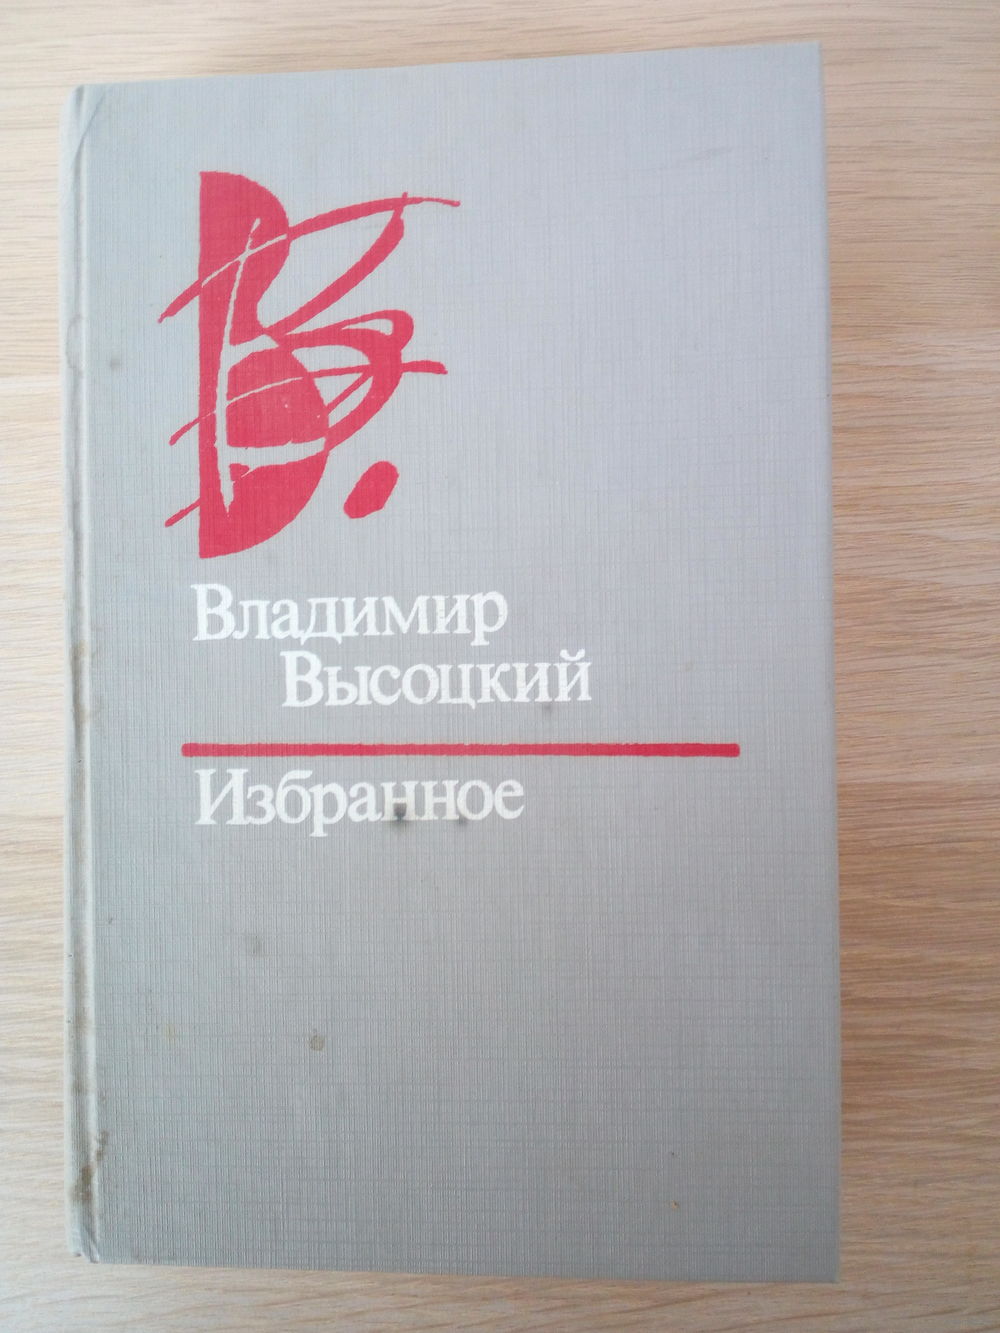 Владимир
Высоцкий
Избранное